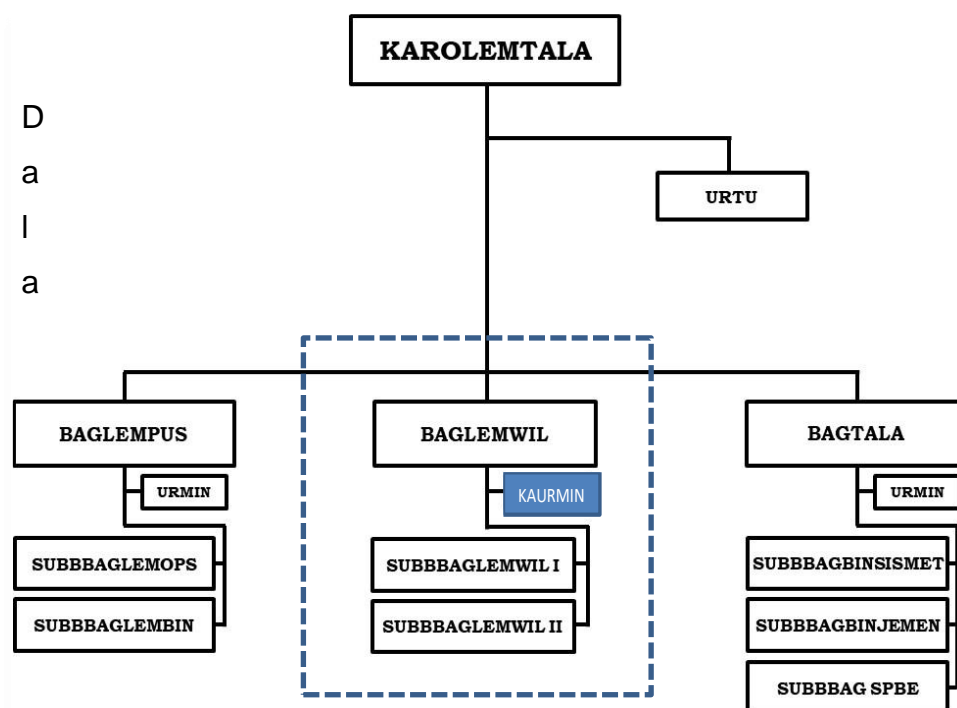 KAROLEMTALA
D
a
l
a
URTU
BAGLEMPUS
BAGLEMWIL
BAGTALA
URMIN
KAURMIN
URMIN
SUBBBAGLEMOPS
SUBBBAGLEMWIL I
SUBBBAGBINSISMET
SUBBBAGLEMBIN
SUBBBAGLEMWIL II
SUBBBAGBINJEMEN
SUBBBAG SPBE